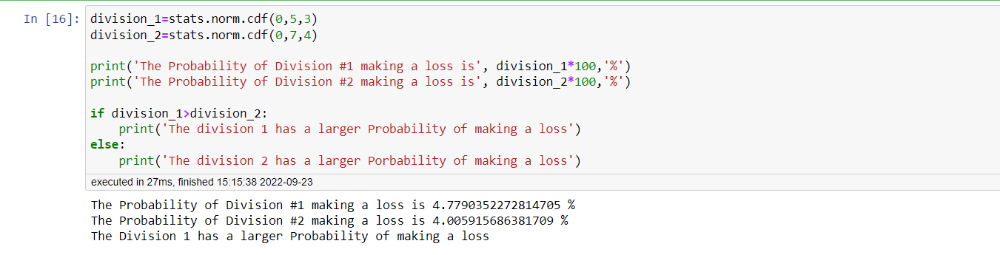 In [16]: division_1=stats.norm.cdf(0,5,3)
division_2=stats.norm.cdf(0,7,4)
print('The Probability of Division #1 making a loss is', division_1*100,'%')
print('The Probability of Division #2 making a loss is', division_2*100,'%')
if division_1>division_2:
    print('The division 1 has a larger Probability of making a loss')
else:
    print('The division 2 has a larger Porbability of making a loss')
executed in 27ms, finished 15:15:38 2022-09-23
The Probability of Division #1 making a loss is 4.7790352272814705 %
The Probability of Division #2 making a loss is 4.005915686381709 %
The Division 1 has a larger Probability of making a loss